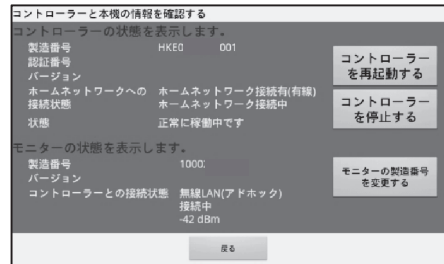 コントローラーと本機の情報を確認する
コントローラーの状態を表示します。
製造番号 HKE0 001
認証番号
バージョン
ホームネットワークへの接続状態 ホームネットワーク接続有(有線)
ホームネットワーク接続中
状態 正常に稼働中です
コントローラーを再起動する
コントローラーを停止する
モニターの状態を表示します。
製造番号 1000
バージョン
コントローラーとの接続状態 無線LAN(アドホック)
接続中
-42 dBm
モニターの製造番号を変更する
戻る